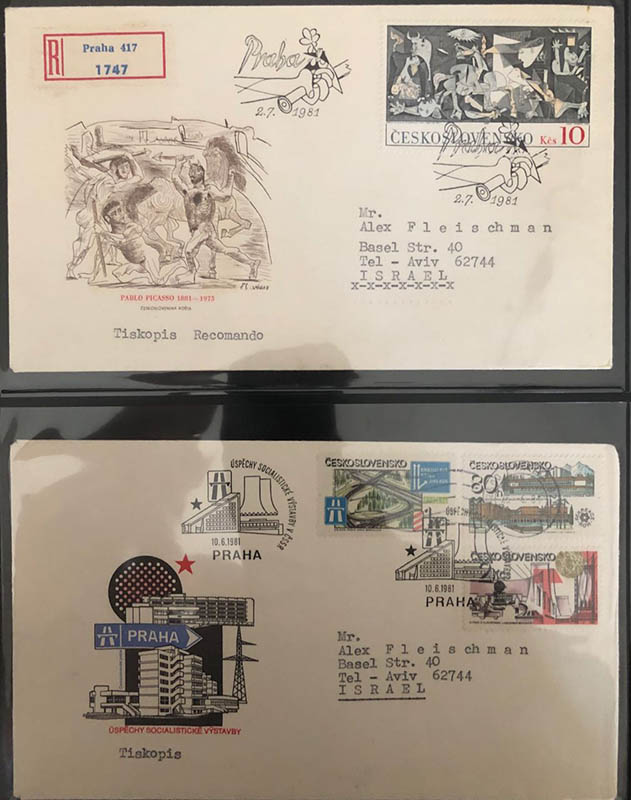 R
Praha 417
1747
Praha
2.7. 1981
ČESKOSLOVENSKO Kčs 10
Praha
2.7. 1981
PABLO PICASSO 1881-1973
Tiskopis Recomando
Mr.
Alex Fleischman
Basel Str. 40
Tel - Aviv 62744
ISRAEL
x-x-x-x-x-x-x
ÚSPĚCHY SOCIALISTICKÉ VÝSTAVBY V ČSSR
10.6.1981
PRAHA
ČESKOSLOVENSKO
ČESKOSLOVENSKO
80
ČESKOSLOVENSKO
10.6.1981
PRAHA
PRAHA
ÚSPĚCHY SOCIALISTICKÉ VÝSTAVBY
Tiskopis
Mr.
Alex Fleischman
Basel Str. 40
Tel - Aviv 62744
ISRAEL